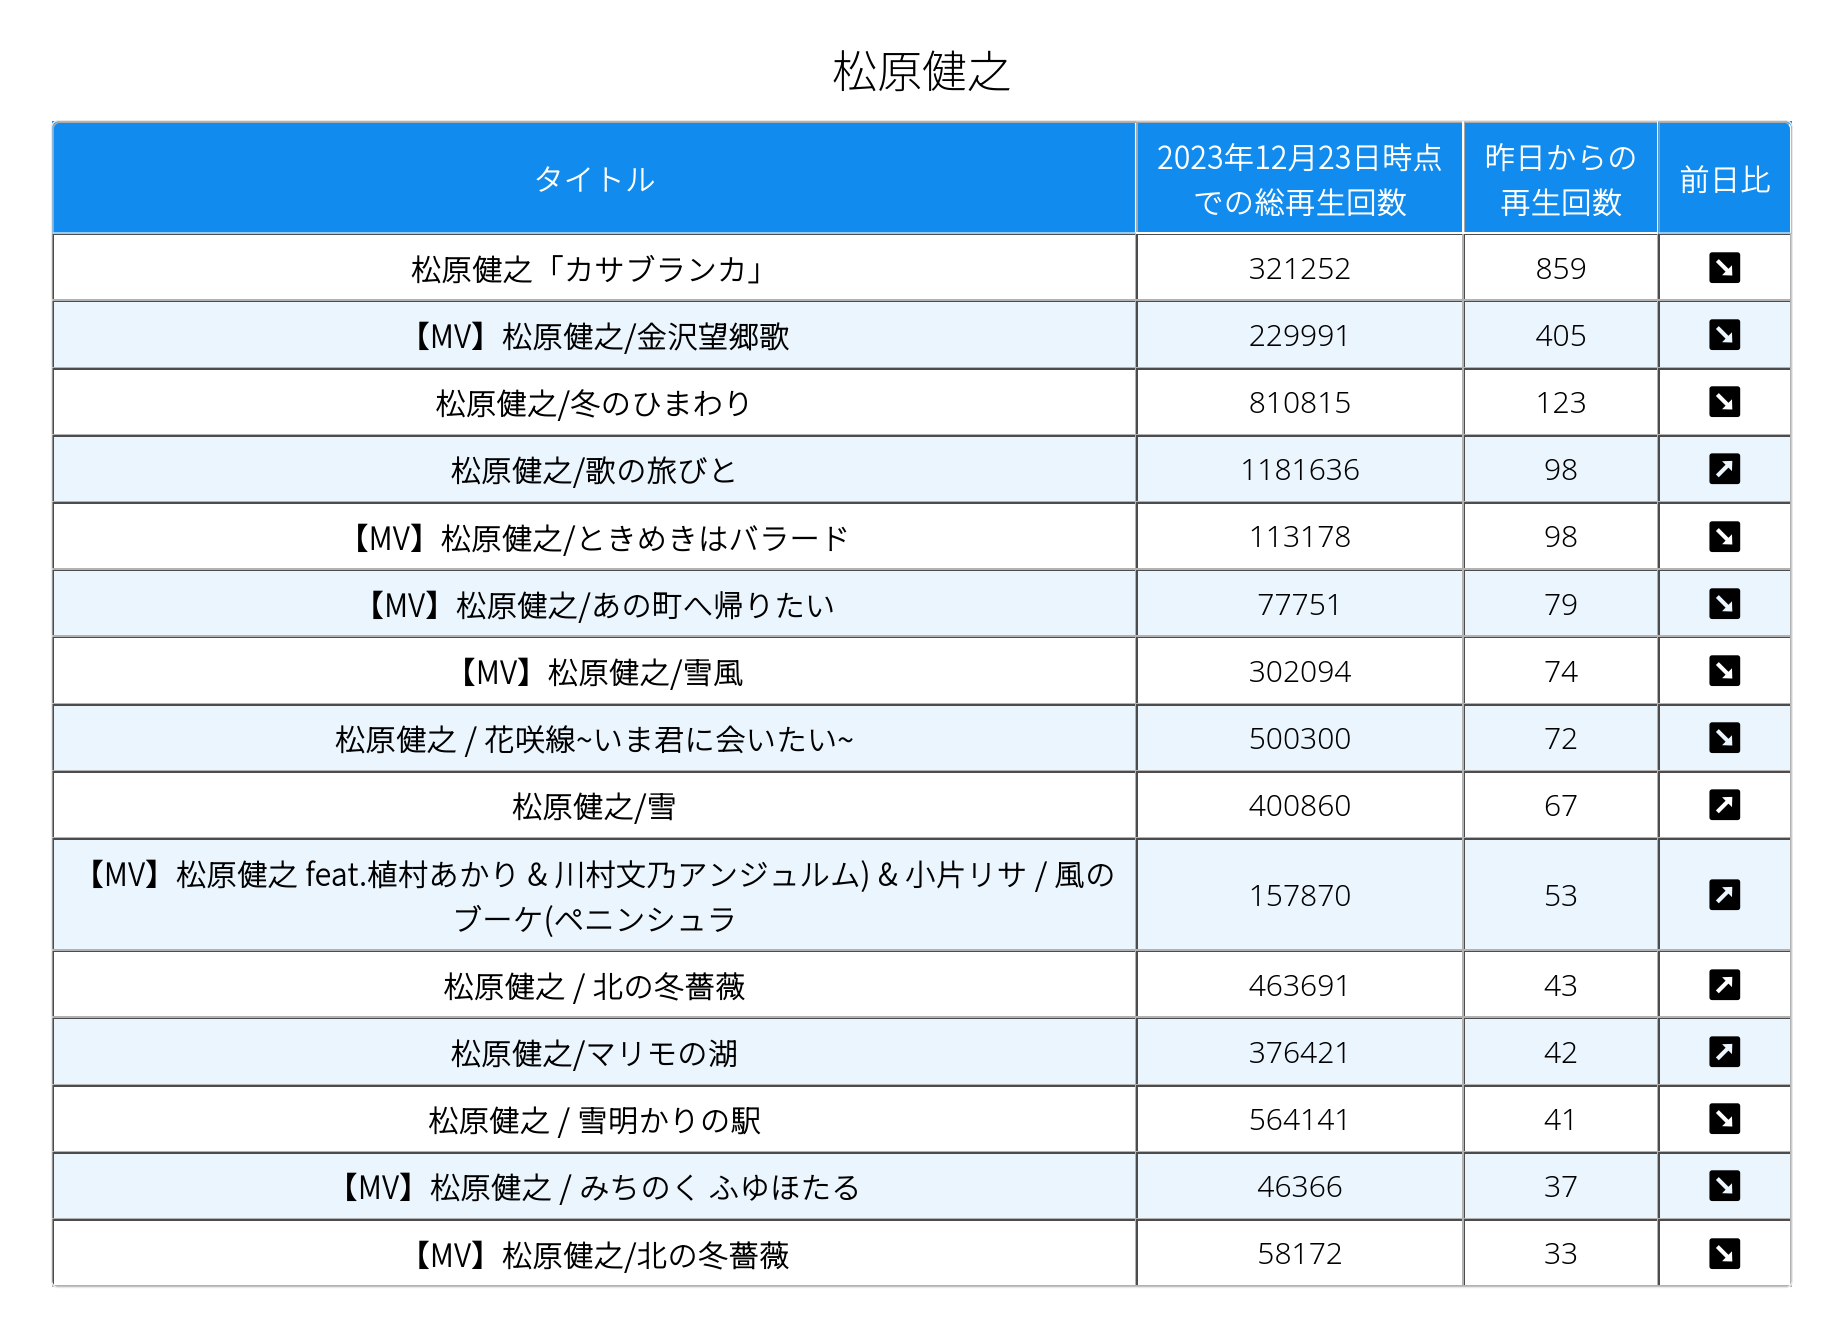 松原健之
タイトル
2023年12月23日時点
での総再生回数
昨日からの
再生回数
前日比
松原健之「カサブランカ」 321252 859
【MV】松原健之/金沢望郷歌 229991 405
松原健之/冬のひまわり 810815 123
松原健之/歌の旅びと 1181636 98
【MV】松原健之/ときめきはバラード 113178 98
【MV】松原健之/あの町へ帰りたい 77751 79
【MV】松原健之/雪風 302094 74
松原健之 / 花咲線~いま君に会いたい~ 500300 72
松原健之/雪 400860 67
【MV】松原健之 feat.植村あかり & 川村文乃アンジュルム) & 小片リサ / 風の
ブーケ(ペニンシュラ 157870 53
松原健之 / 北の冬薔薇 463691 43
松原健之/マリモの湖 376421 42
松原健之 / 雪明かりの駅 564141 41
【MV】松原健之 / みちのく ふゆほたる 46366 37
【MV】松原健之/北の冬薔薇 58172 33